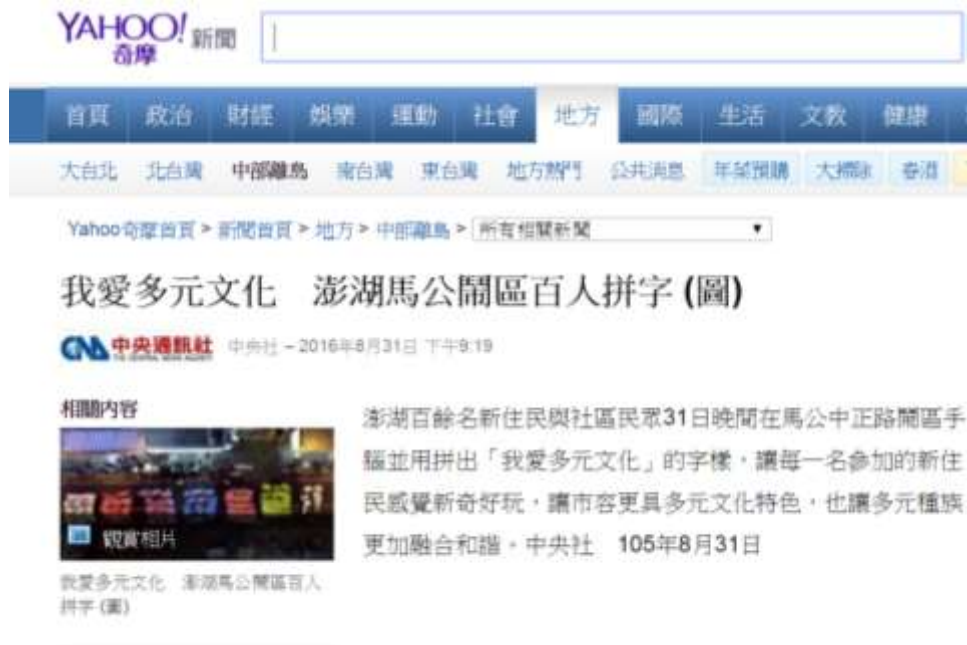 YAHOO! 新聞
奇摩
首頁 政治 財經 娛樂 運動 社會 地方 國際 生活 文教 健康
大台北 北台灣 中部離島 南台灣 東台灣 地方熱門 公共消息 年菜預購 大掃除 春酒
Yahoo奇摩首頁 > 新聞首頁 > 地方 > 中部離島 > 所有相關新聞
我愛多元文化 澎湖馬公鬧區百人拼字 (圖)
CNA 中央通訊社 中央社 – 2016年8月31日 下午9:19
相關內容
觀賞相片
我愛多元文化 澎湖馬公鬧區百人
拼字 (圖)
澎湖百餘名新住民與社區民眾31日晚間在馬公中正路鬧區手
腦並用拼出「我愛多元文化」的字樣，讓每一名參加的新住
民感覺新奇好玩，讓市容更具多元文化特色，也讓多元種族
更加融合和諧。中央社 105年8月31日